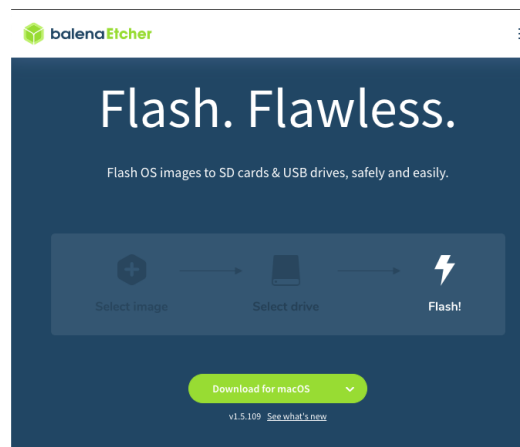 balenaEtcher
Flash. Flawless.
Flash OS images to SD cards & USB drives, safely and easily.
Select image
Select drive
Flash!
Download for macOS
v1.5.109 See what's new